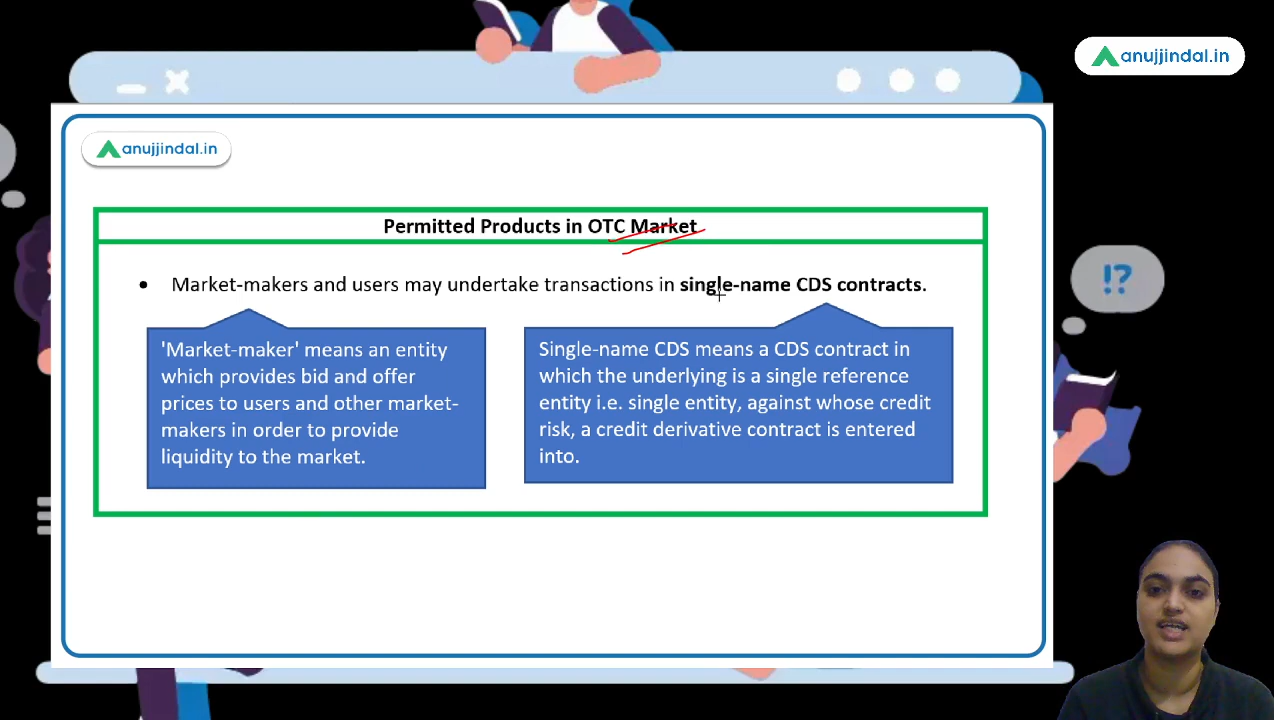 anujjindal.in
anujjindal.in
Permitted Products in OTC Market
• Market-makers and users may undertake transactions in single-name CDS contracts.
'Market-maker' means an entity
which provides bid and offer
prices to users and other market-
makers in order to provide
liquidity to the market.
Single-name CDS means a CDS contract in
which the underlying is a single reference
entity i.e. single entity, against whose credit
risk, a credit derivative contract is entered
into.
!?